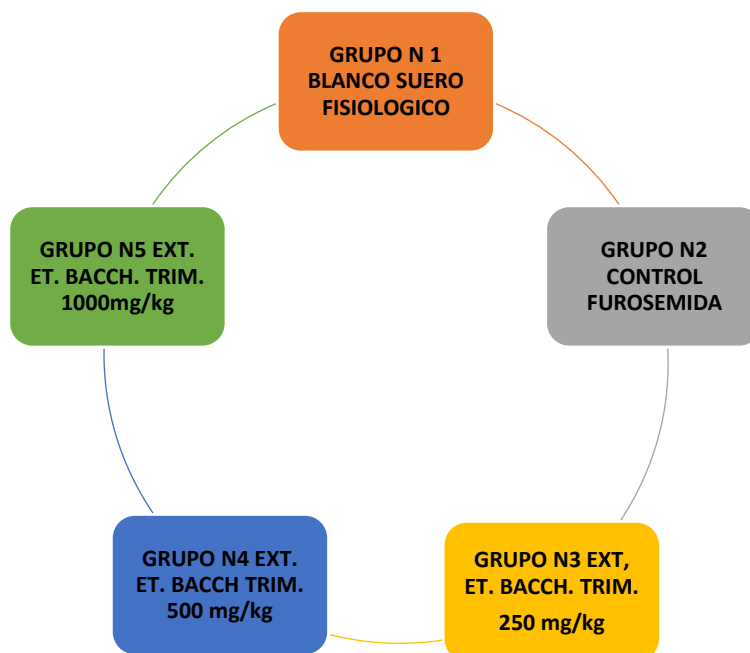 GRUPO N 1
BLANCO SUERO
FISIOLOGICO
GRUPO N2
CONTROL
FUROSEMIDA
GRUPO N3 EXT,
ET. BACCH. TRIM.
250 mg/kg
GRUPO N4 EXT.
ET. BACCH TRIM.
500 mg/kg
GRUPO N5 EXT.
ET. BACCH. TRIM.
1000mg/kg